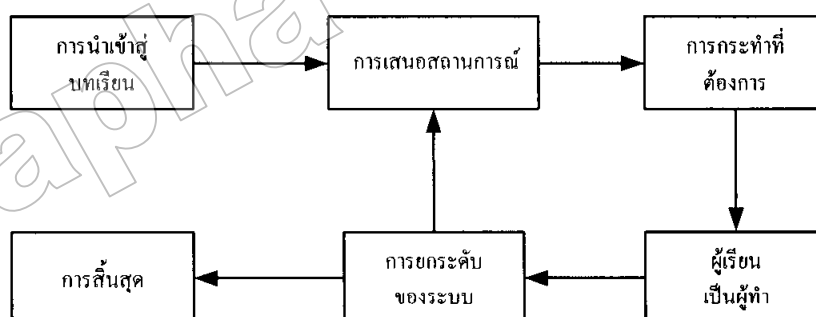 การนำเข้าสู่
บทเรียน
การเสนอสถานการณ์
การกระทำที่
ต้องการ
การสิ้นสุด
การยกระดับ
ของระบบ
ผู้เรียน
เป็นผู้ทำ
apha